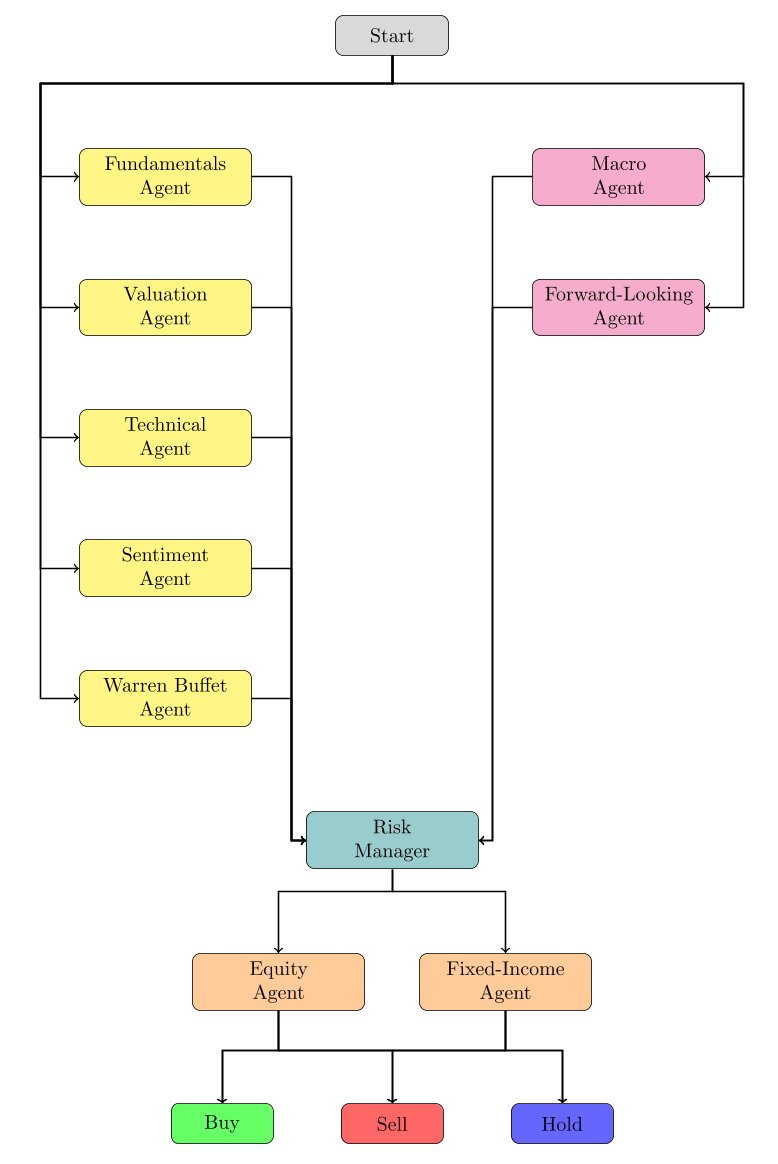 Start
Fundamentals
Agent
Macro
Agent
Valuation
Agent
Forward-Looking
Agent
Technical
Agent
Sentiment
Agent
Warren Buffet
Agent
Risk
Manager
Equity
Agent
Fixed-Income
Agent
Buy
Sell
Hold